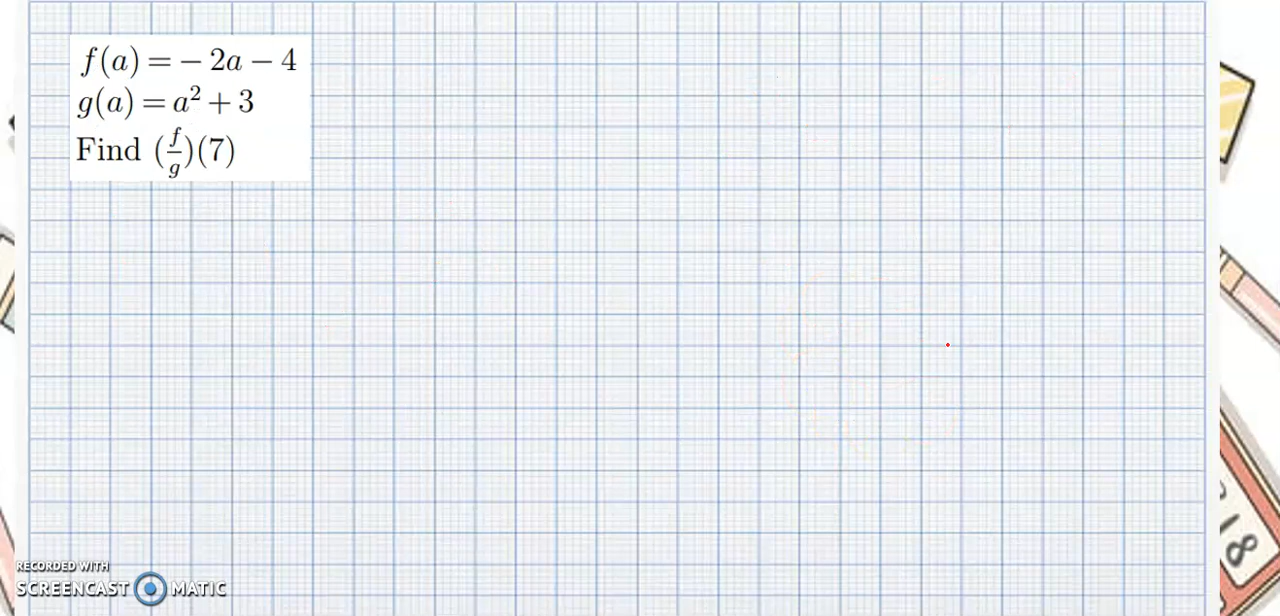 f(a) = − 2a − 4
g(a) = a² + 3
Find (f/g)(7)
RECORDED WITH
SCREENCAST MATIC